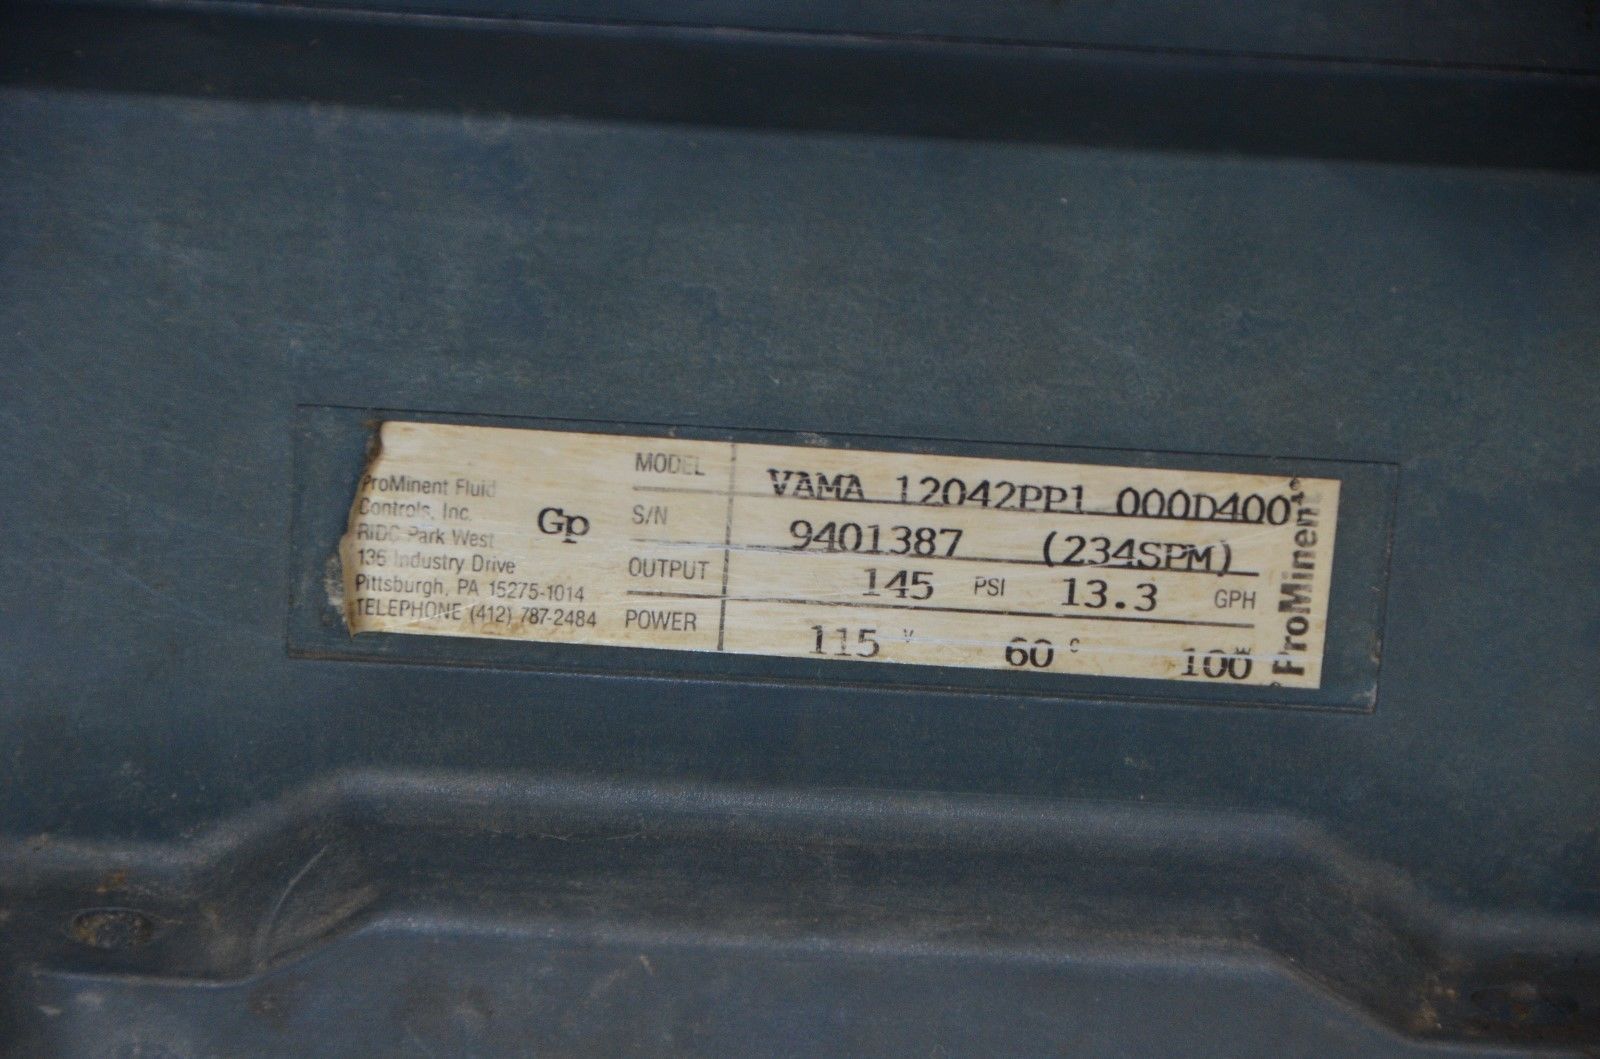 ProMinent Fluid
Controls, Inc.
RIDC Park West
136 Industry Drive
Pittsburgh, PA 15275-1014
TELEPHONE (412) 787-2484
Gp
MODEL VAMA 12042PP1 000D400
S/N 9401387 (234SPM)
OUTPUT 145 PSI 13.3 GPH
POWER 115 V 60 C 100 W
ProMinent